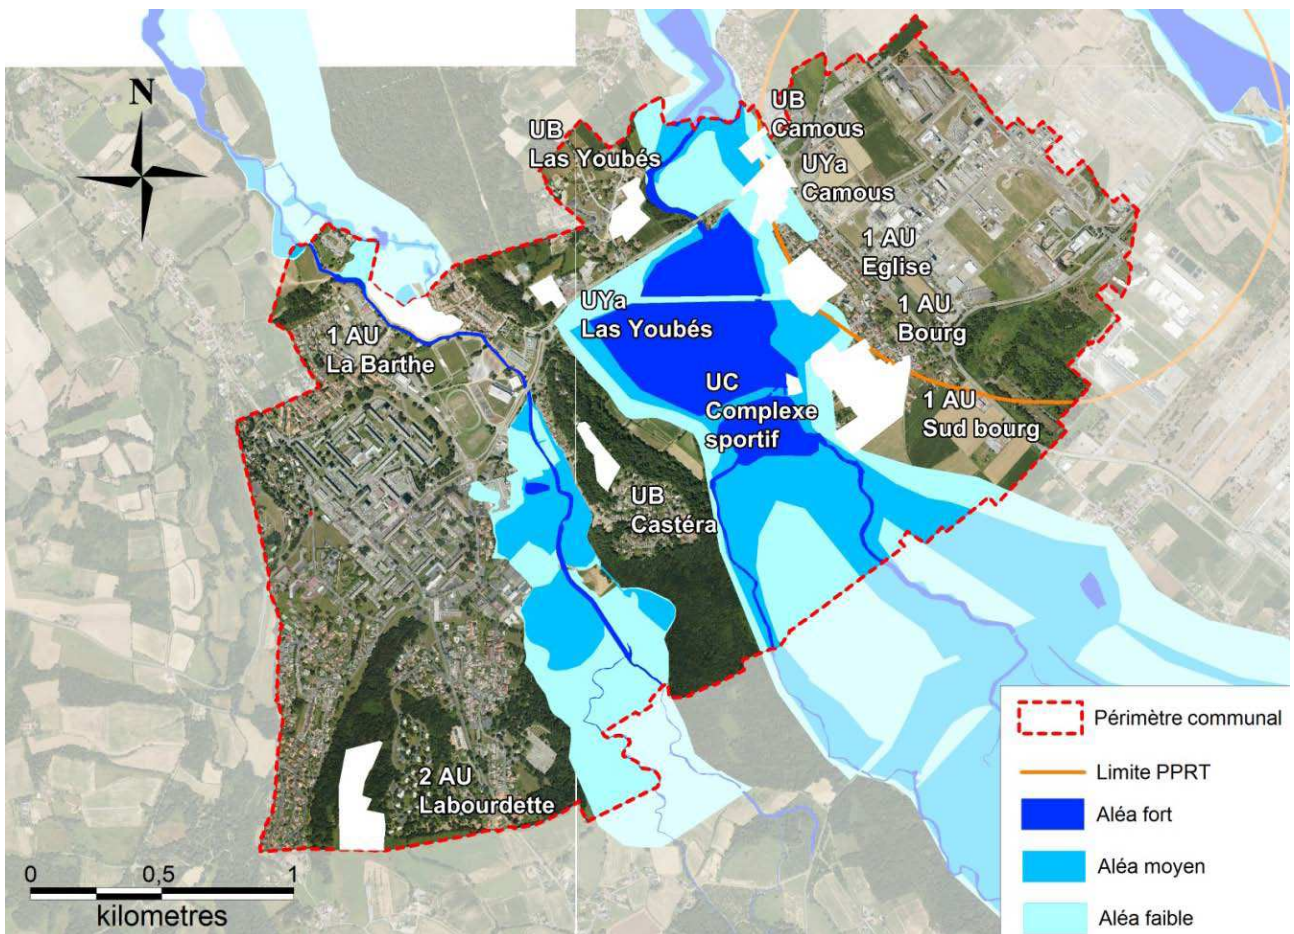 N
UB
Las Youbés
UB
Camous
UYa
Camous
1 AU
Eglise
UYa
Las Youbés
1 AU
Bourg
1 AU
La Barthe
UC
Complexe
sportif
1 AU
Sud bourg
UB
Castéra
2 AU
Labourdette
Périmètre communal
Limite PPRT
Aléa fort
Aléa moyen
Aléa faible
0 0,5 1
kilometres